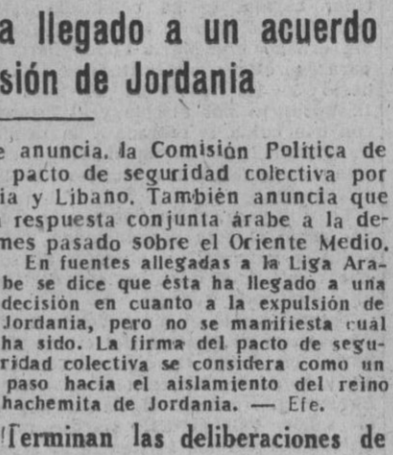 a llegado a un acuerdo
sión de Jordania
e anuncia. la Comisión Política de
pacto de seguridad colectiva por
ia y Líbano. También anuncia que
respuesta conjunta árabe a la de-
mes pasado sobre el Oriente Medio.
En fuentes allegadas a la Liga Ara-
be se dice que ésta ha llegado a una
decisión en cuanto a la expulsión de
Jordania, pero no se manifiesta cuál
ha sido. La firma del pacto de segu-
ridad colectiva se considera como un
paso hacia el aislamiento del reino
hachemita de Jordania. — Efe.
Terminan las deliberaciones de